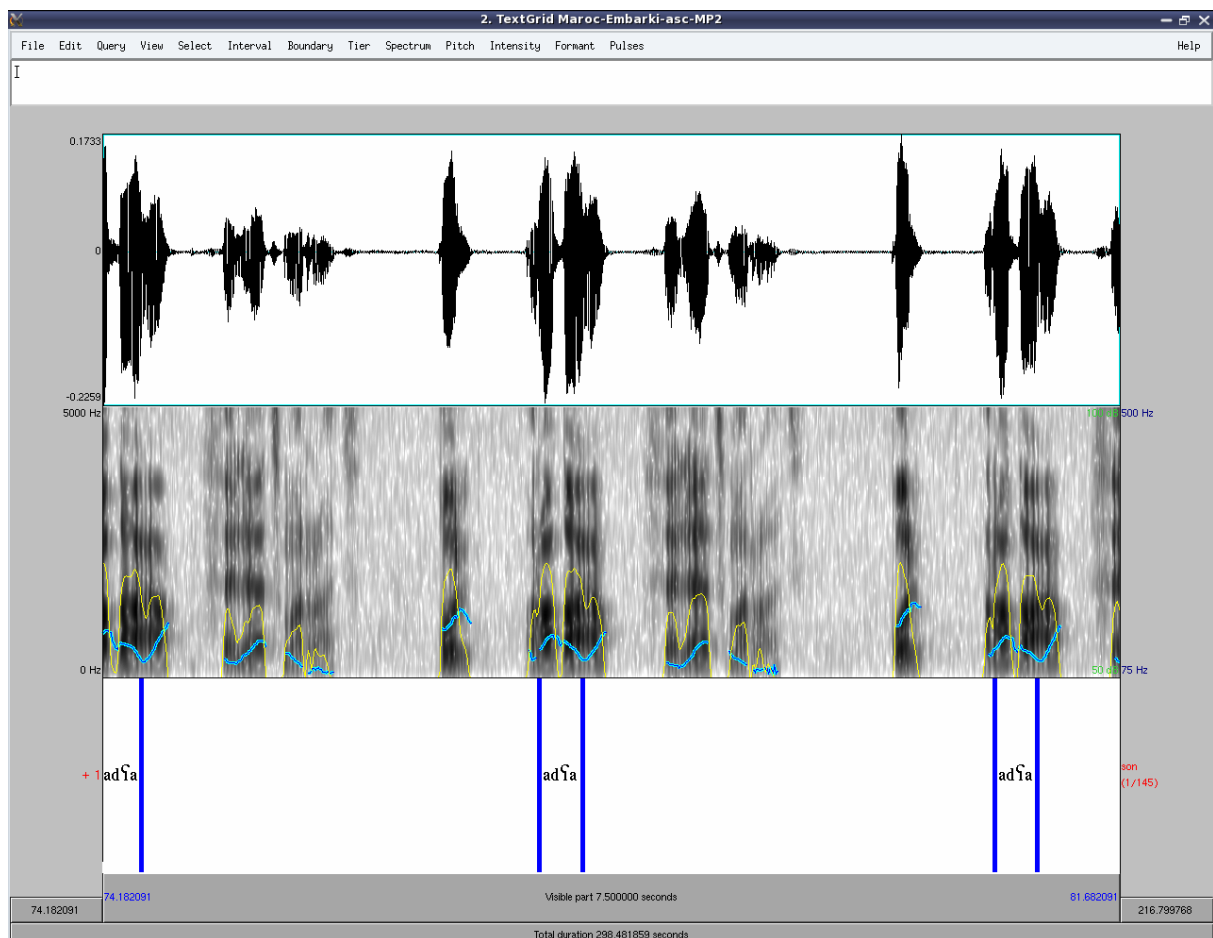 2. TextGrid Maroc-Embarki-asc-MP2
File Edit Query View Select Interval Boundary Tier Spectrum Pitch Intensity Formant Pulses Help
0.1733
0
-0.2259
5000 Hz 500 Hz
0 Hz 50 dB 75 Hz
+ 1 adˤa adˤa adˤa son
(1/145)
74.182091 Visible part 7.500000 seconds 81.682091
74.182091 216.799768
Total duration 298.481859 seconds